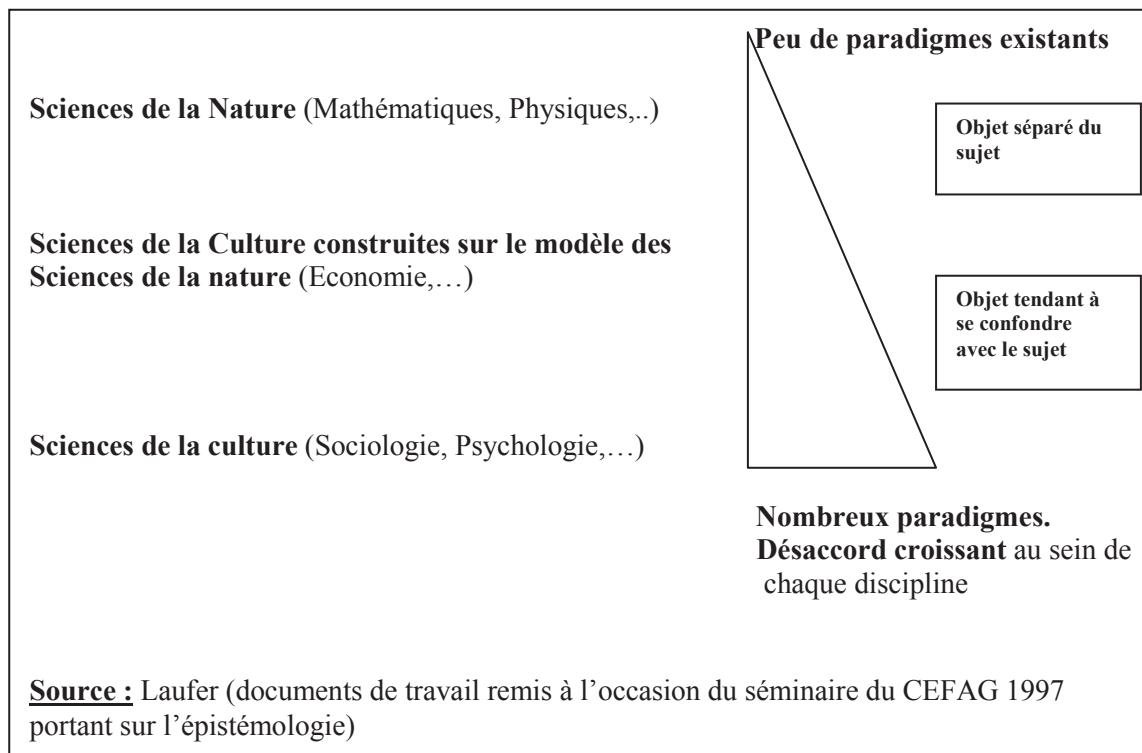 Peu de paradigmes existants
Sciences de la Nature (Mathématiques, Physiques,..)
Objet séparé du
sujet
Sciences de la Culture construites sur le modèle des
Sciences de la nature (Economie,…)
Objet tendant à
se confondre
avec le sujet
Sciences de la culture (Sociologie, Psychologie,…)
Nombreux paradigmes.
Désaccord croissant au sein de
chaque discipline
Source : Laufer (documents de travail remis à l’occasion du séminaire du CEFAG 1997
portant sur l’épistémologie)